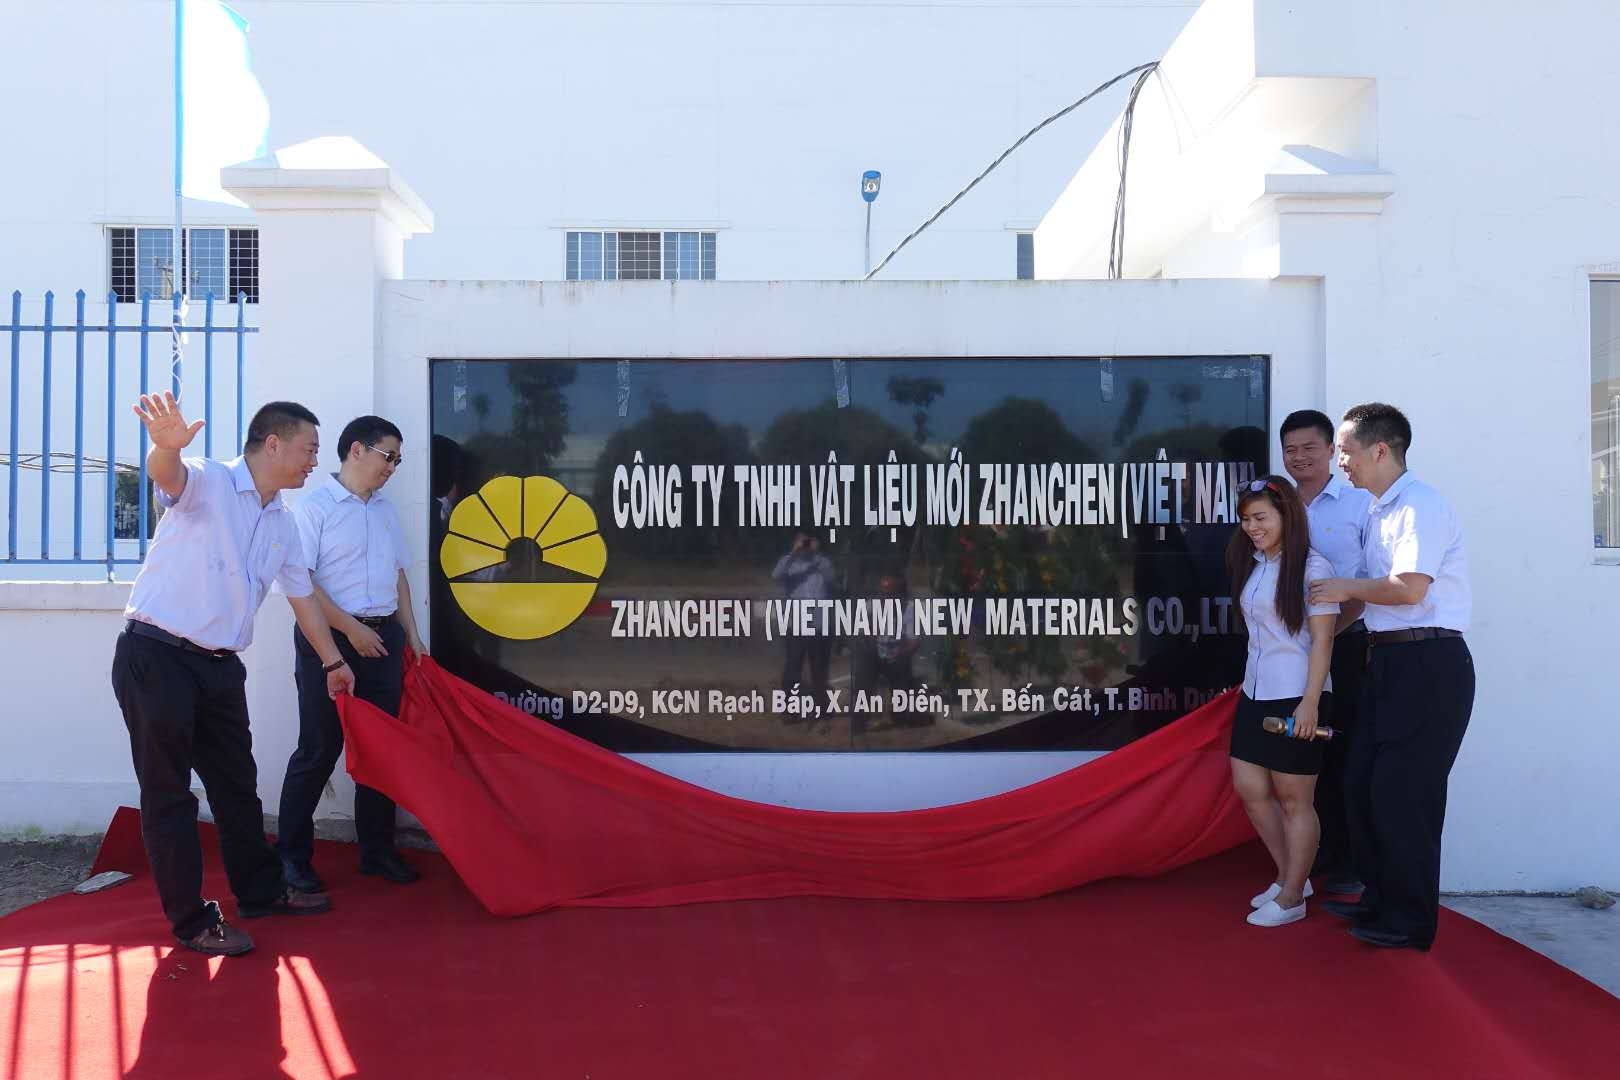 CÔNG TY TNHH VẬT LIỆU MỚI ZHANCHEN (VIỆT NAM)
ZHANCHEN (VIETNAM) NEW MATERIALS CO.,LT
Đường D2-D9, KCN Rạch Bắp, X. An Điền, TX. Bến Cát, T. Bình Dươ